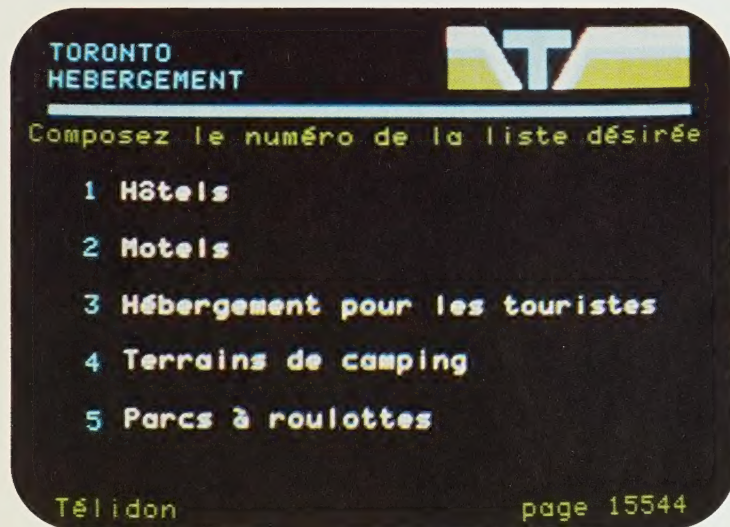 TORONTO
HEBERGEMENT
T
Composez le numéro de la liste désirée
1 Hôtels
2 Motels
3 Hébergement pour les touristes
4 Terrains de camping
5 Parcs à roulottes
Télidon page 15544